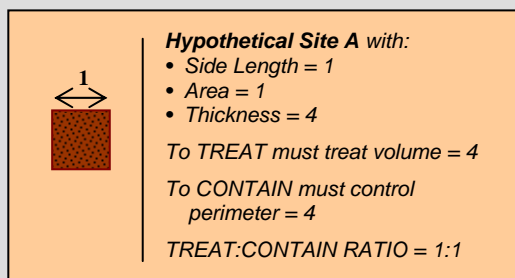 1
Hypothetical Site A with:
• Side Length = 1
• Area = 1
• Thickness = 4
To TREAT must treat volume = 4
To CONTAIN must control
perimeter = 4
TREAT:CONTAIN RATIO = 1:1